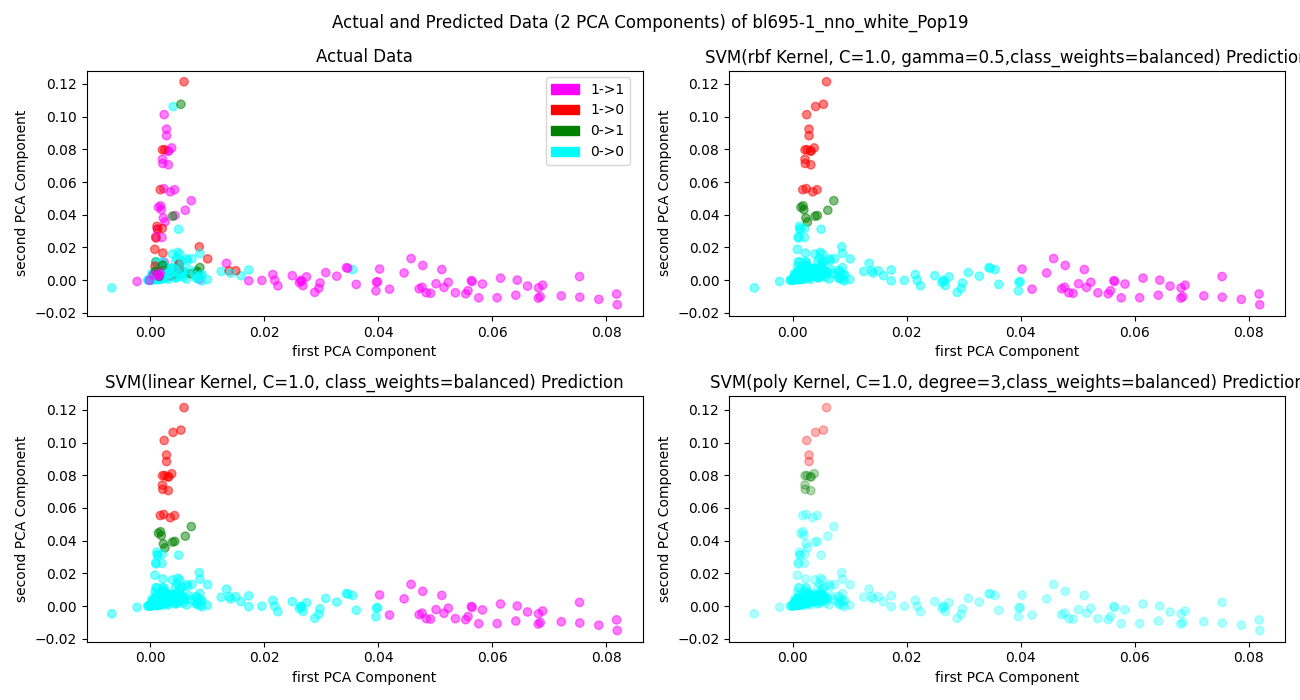 Actual and Predicted Data (2 PCA Components) of bl695-1_nno_white_Pop19
Actual Data
0.12
0.10
0.08
0.06
0.04
0.02
0.00
−0.02
second PCA Component
0.00 0.02 0.04 0.06 0.08
first PCA Component
1->1
1->0
0->1
0->0
SVM(rbf Kernel, C=1.0, gamma=0.5,class_weights=balanced) Prediction
0.12
0.10
0.08
0.06
0.04
0.02
0.00
−0.02
second PCA Component
0.00 0.02 0.04 0.06 0.08
first PCA Component
SVM(linear Kernel, C=1.0, class_weights=balanced) Prediction
0.12
0.10
0.08
0.06
0.04
0.02
0.00
−0.02
second PCA Component
0.00 0.02 0.04 0.06 0.08
first PCA Component
SVM(poly Kernel, C=1.0, degree=3,class_weights=balanced) Prediction
0.12
0.10
0.08
0.06
0.04
0.02
0.00
−0.02
second PCA Component
0.00 0.02 0.04 0.06 0.08
first PCA Component